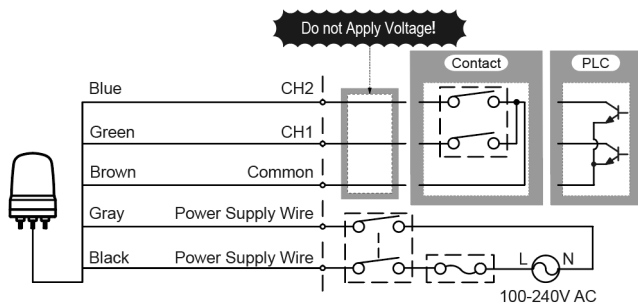 Do not Apply Voltage!
Contact
PLC
Blue CH2
Green CH1
Brown Common
Gray Power Supply Wire
Black Power Supply Wire
L N
100-240V AC